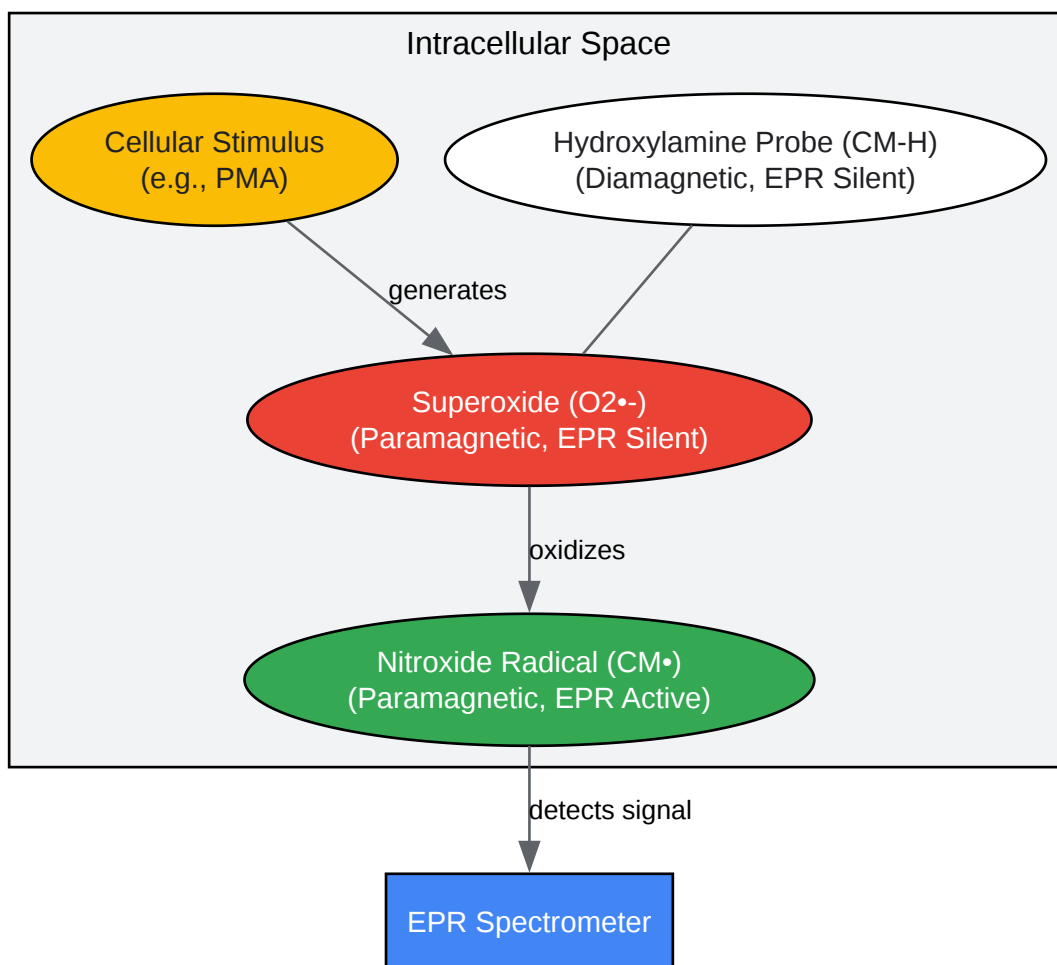 Intracellular Space
Cellular Stimulus
(e.g., PMA)
Hydroxylamine Probe (CM-H)
(Diamagnetic, EPR Silent)
generates
Superoxide (O2•-)
(Paramagnetic, EPR Silent)
oxidizes
Nitroxide Radical (CM•)
(Paramagnetic, EPR Active)
detects signal
EPR Spectrometer